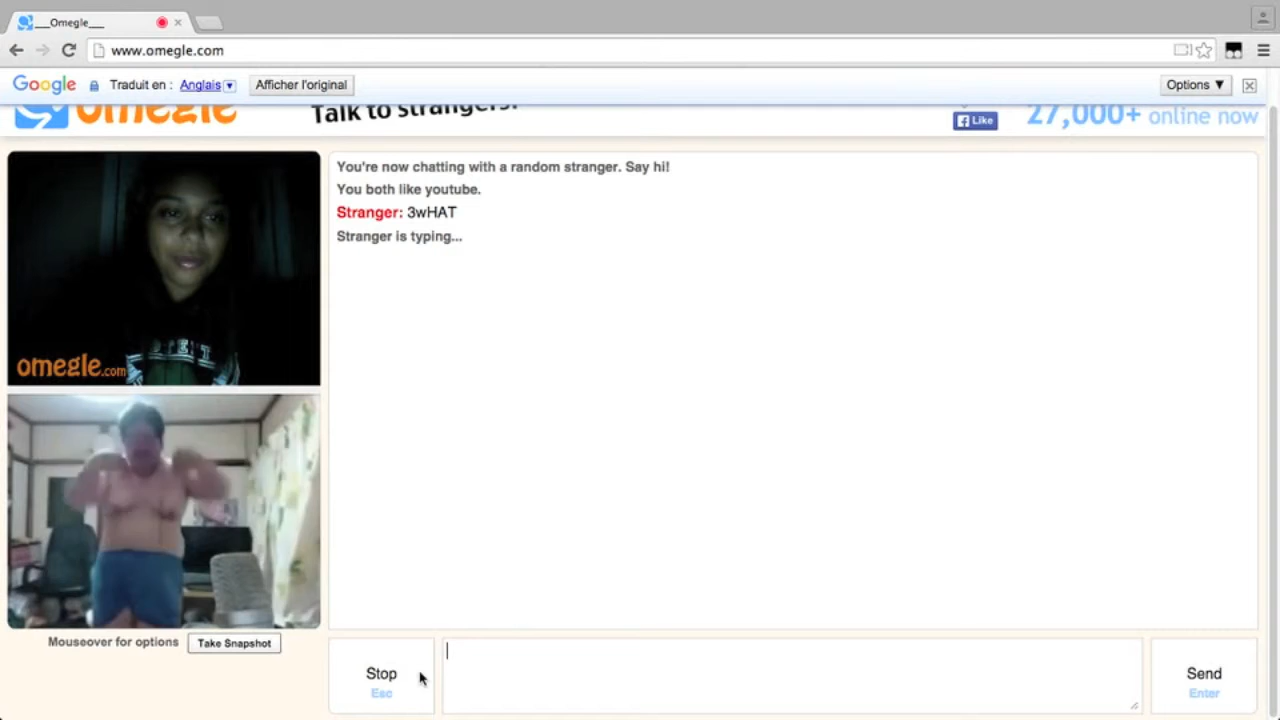 ___Omegle___
www.omegle.com
Google Traduit en : Anglais Afficher l'original Options ▼
omegle Talk to strangers! Like 27,000+ online now
You're now chatting with a random stranger. Say hi!
You both like youtube.
Stranger: 3wHAT
Stranger is typing...
omegle.com
Mouseover for options Take Snapshot
Stop
Esc
Send
Enter